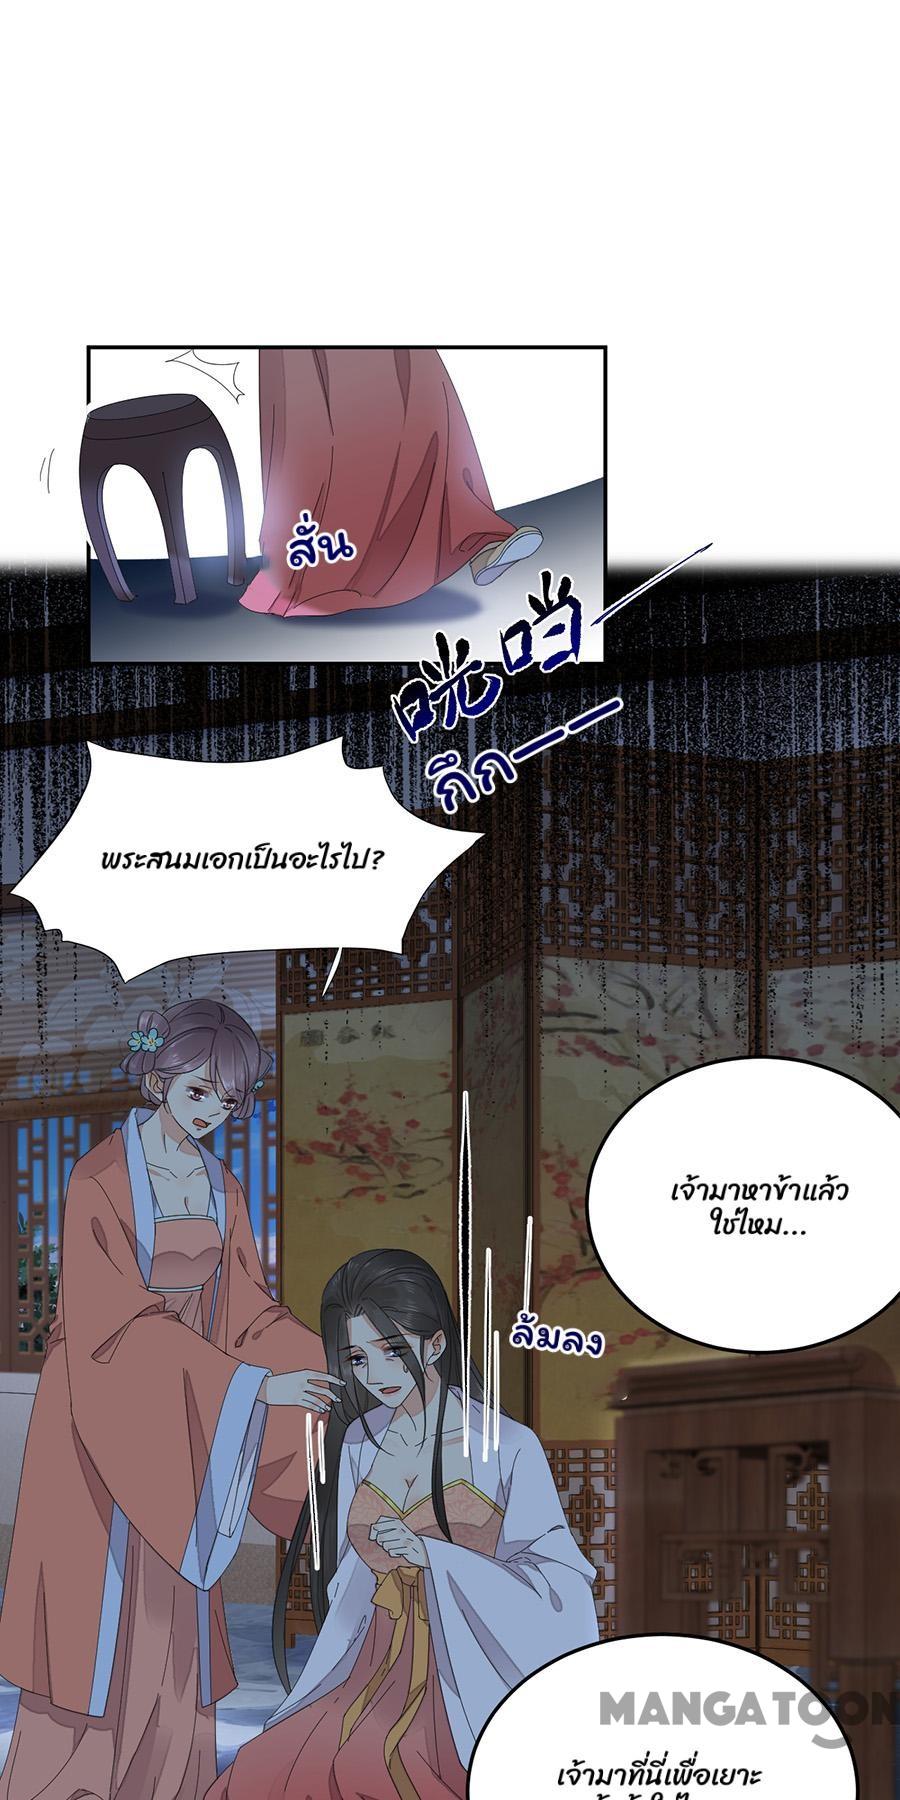 สั่น
咣当——
กึก——
พระสนมเอกเป็นอะไรไป?
เจ้ามาหาข้าแล้ว
ใช่ไหม...
ล้มลง
MANGATOON
เจ้ามาที่นี่เพื่อเยาะ